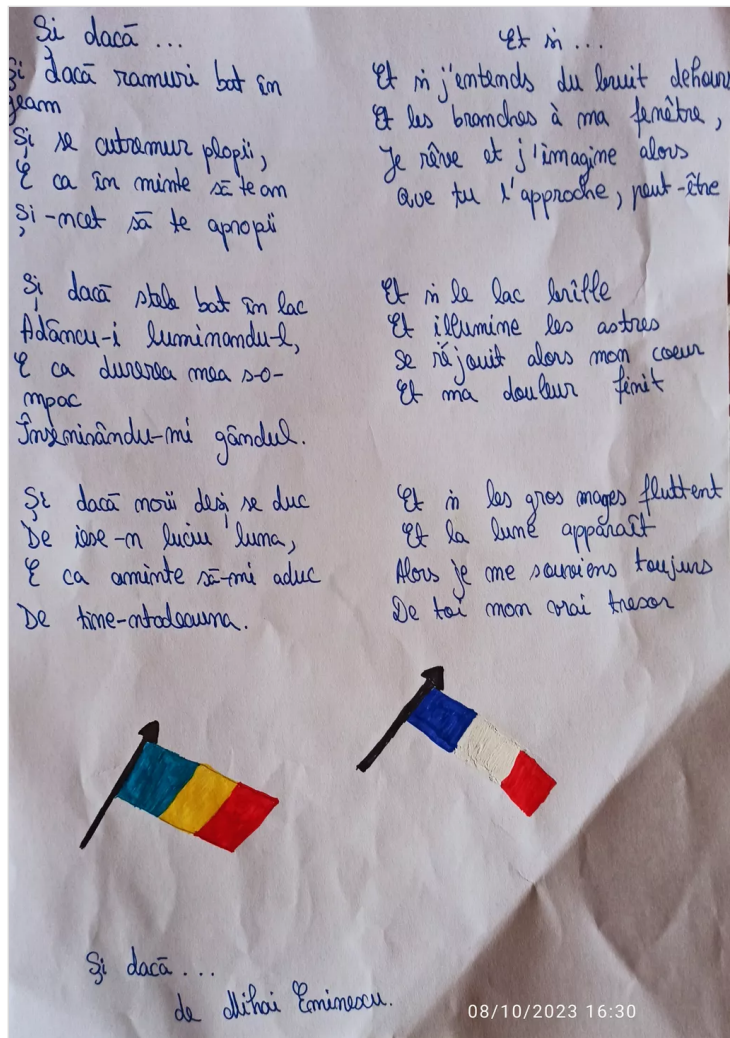 Și dacă ...
Și dacă ramuri bat în
geam
Și se cutremur plopii,
E ca în minte să te am
Și-ncet să te apropii
Și dacă stele bat în lac
Adâncu-i luminandu-l,
E ca durerea mea s-o-
mpac
Înseninându-mi gândul.
Și dacă norii deși se duc
De iese-n luciu luna,
E ca aminte să-mi aduc
De tine-ntodeauna.
Et si ...
Et si j'entends du bruit dehors
Et les branches à ma fenêtre,
Je rêve et j'imagine alors
Que tu t'approche, peut-être
Et si le lac brille
Et illumine les astres
Se réjouit alors mon coeur
Et ma douleur finit
Et si les gros nuages fluttent
Et la lune apparaît
Alors je me souviens toujurs
De toi mon vrai tresor
Și dacă ...
de Mihai Eminescu.
08/10/2023 16:30